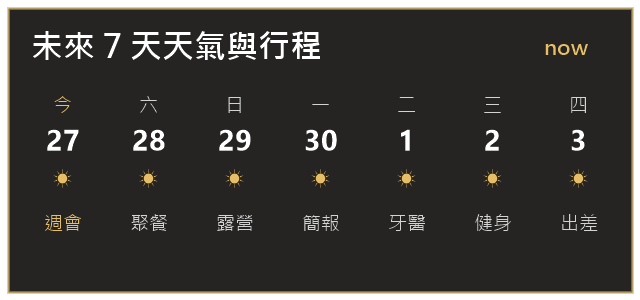 未來 7 天天氣與行程
now
今 六 日 一 二 三 四
27 28 29 30 1 2 3
週會 聚餐 露營 簡報 牙醫 健身 出差